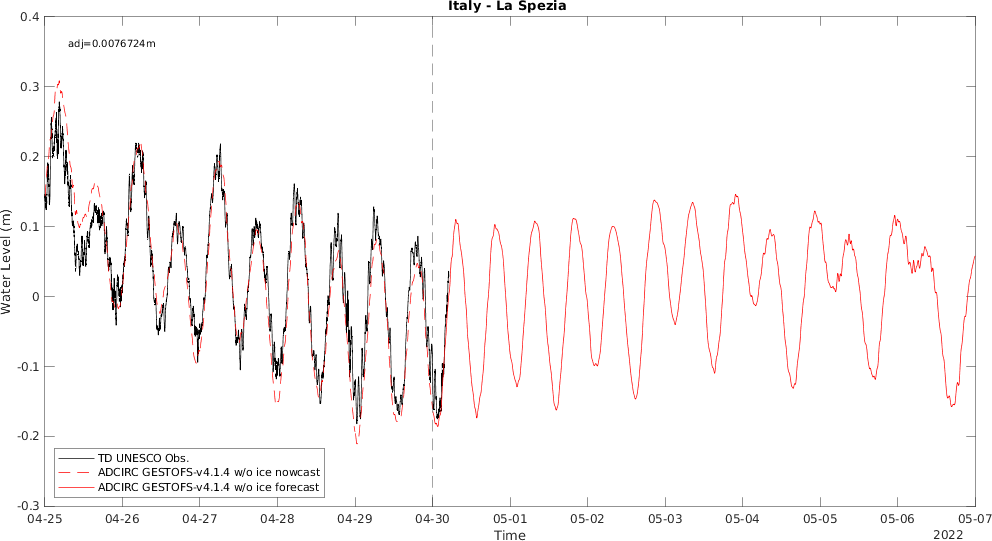 Italy - La Spezia
adj=0.0076724m
0.4
0.3
0.2
0.1
0
-0.1
-0.2
-0.3
Water Level (m)
TD UNESCO Obs.
ADCIRC GESTOFS-v4.1.4 w/o ice nowcast
ADCIRC GESTOFS-v4.1.4 w/o ice forecast
04-25 04-26 04-27 04-28 04-29 04-30 05-01 05-02 05-03 05-04 05-05 05-06 05-07
Time
2022